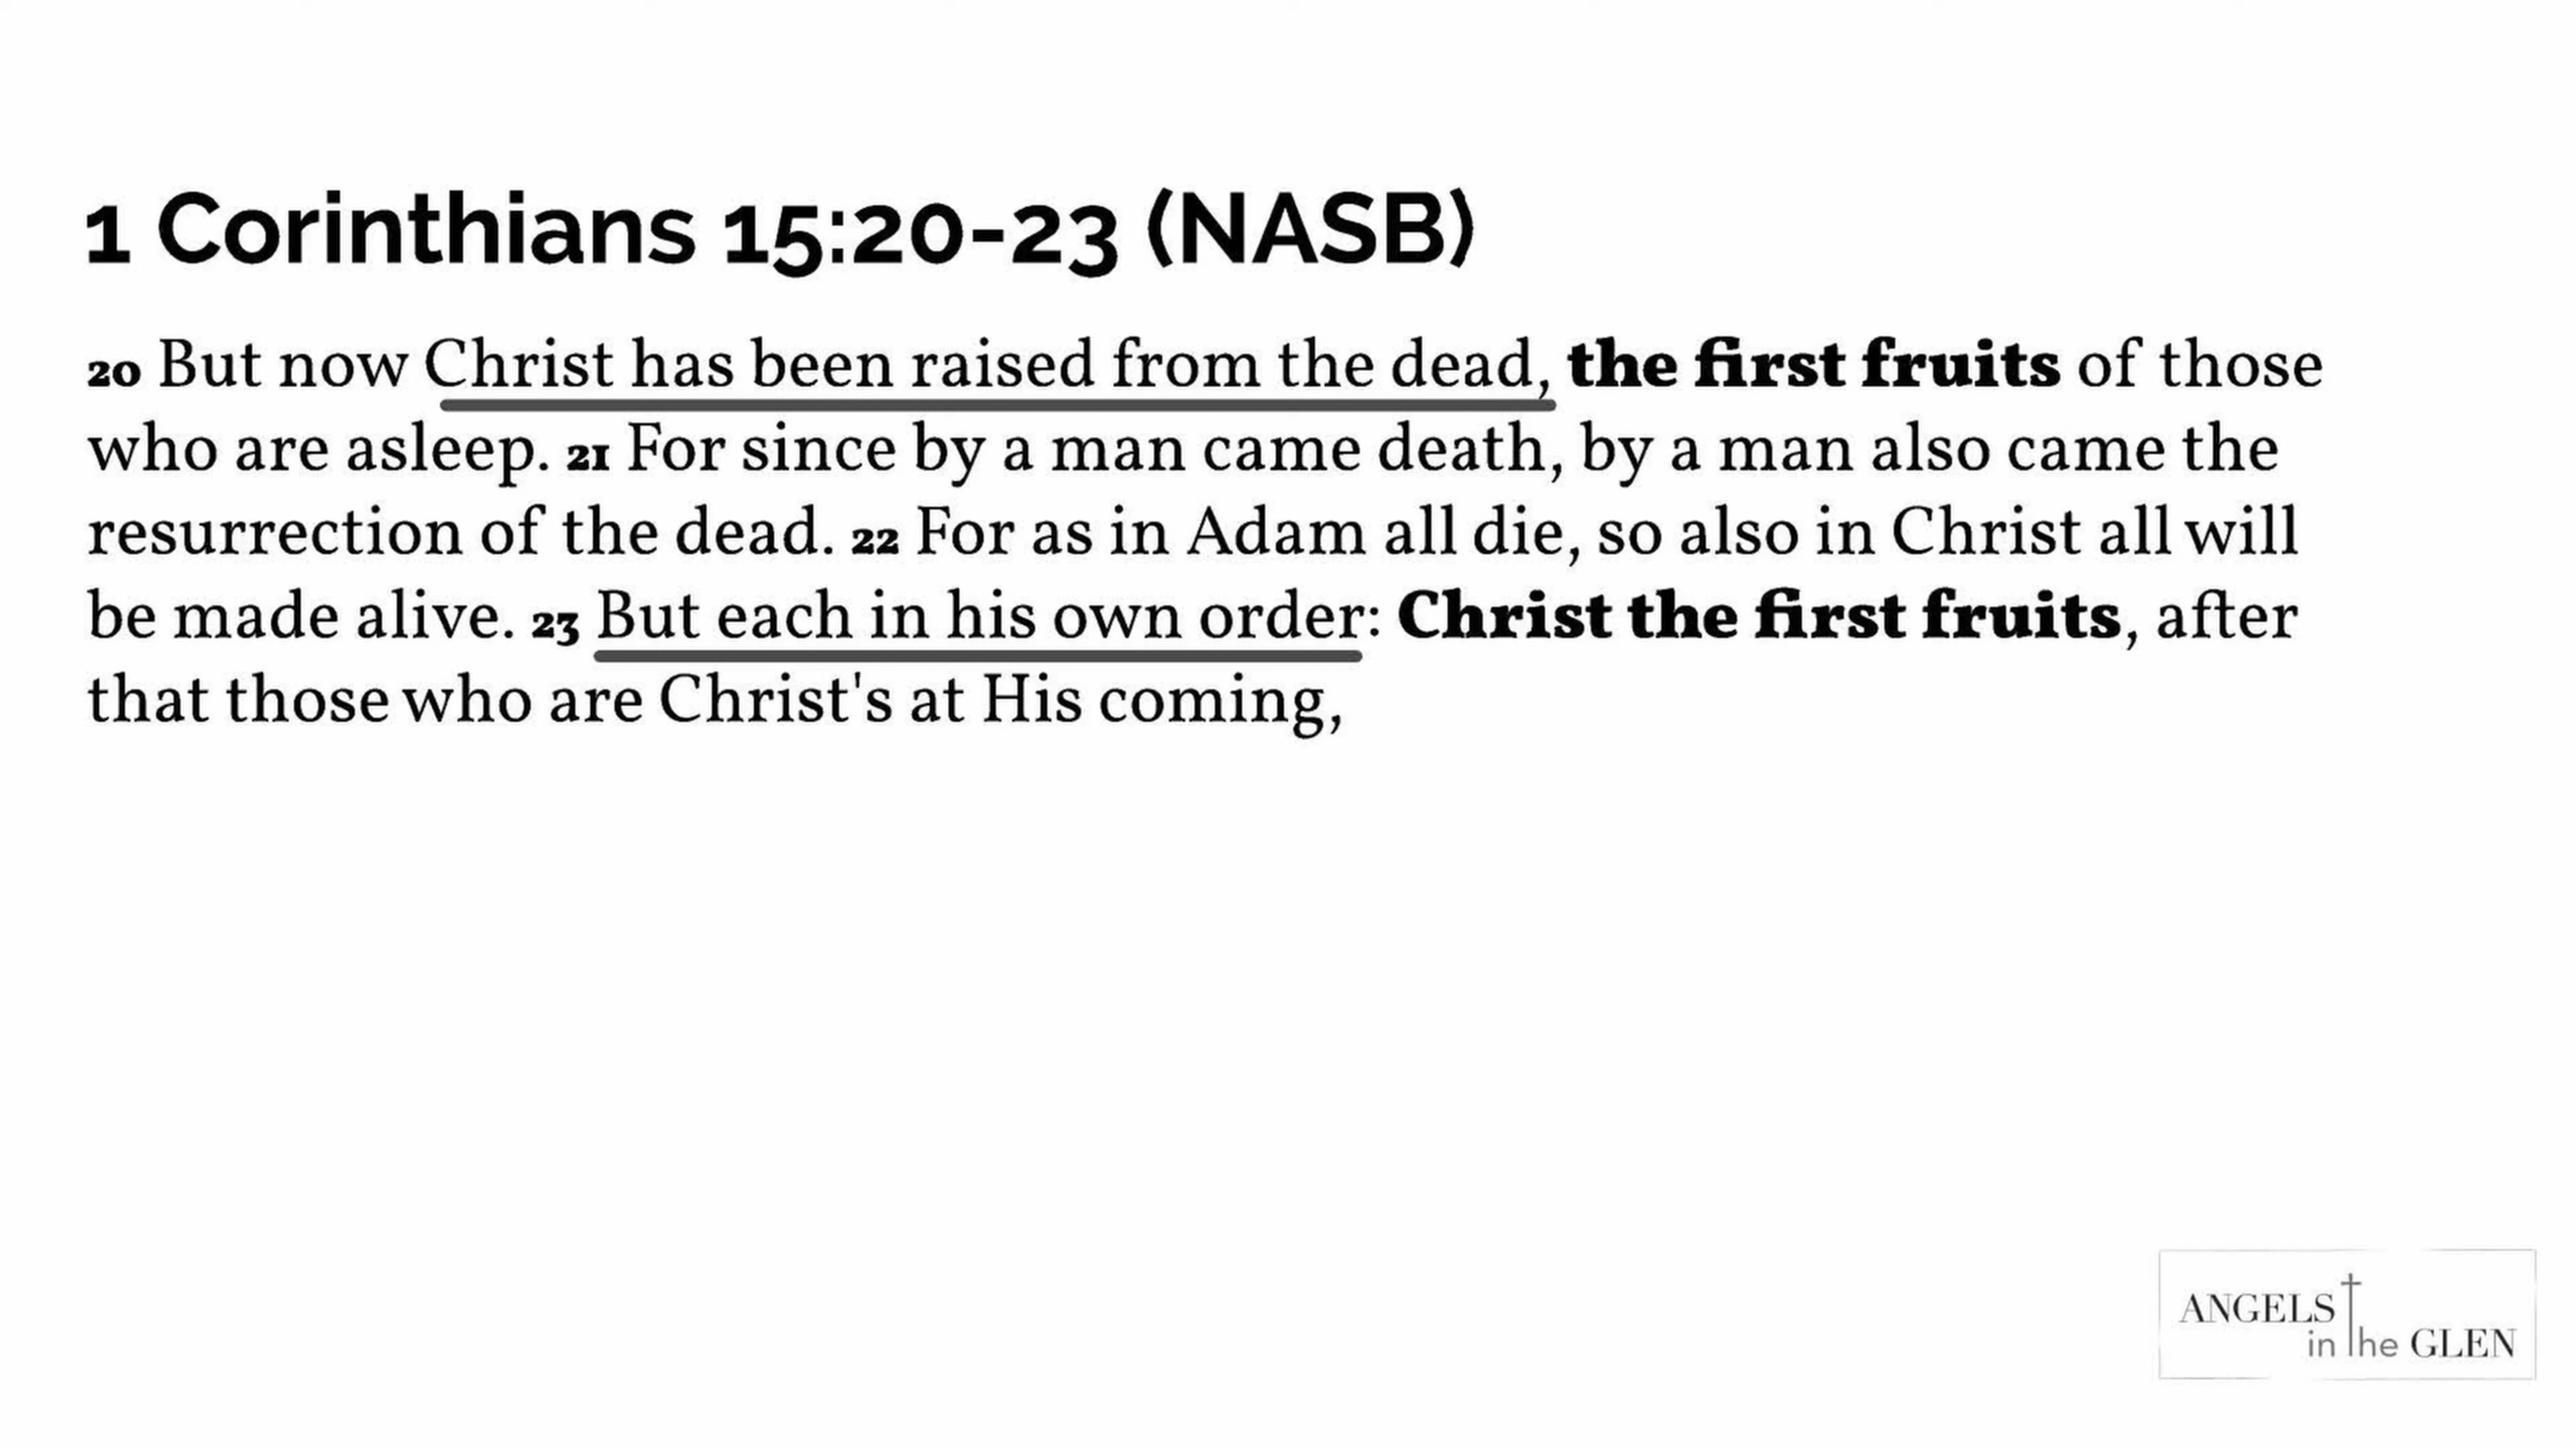 1 Corinthians 15:20-23 (NASB)
20 But now Christ has been raised from the dead, the first fruits of those
who are asleep. 21 For since by a man came death, by a man also came the
resurrection of the dead. 22 For as in Adam all die, so also in Christ all will
be made alive. 23 But each in his own order: Christ the first fruits, after
that those who are Christ's at His coming,
ANGELS
in the GLEN